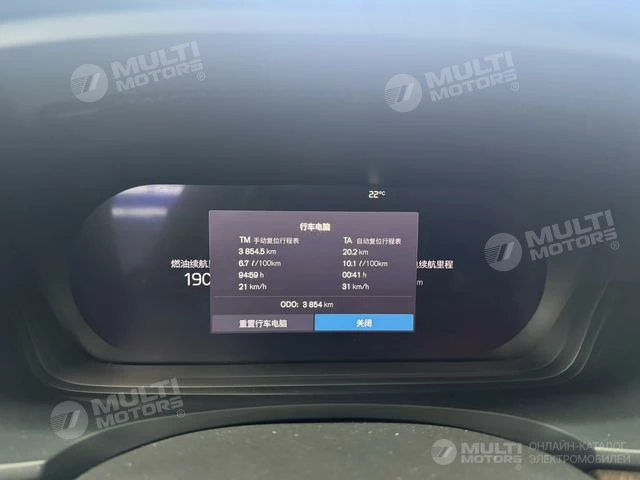 MULTI MOTORS
MULTI MOTORS
22°C
行车电脑
TM 手动复位行程表 TA 自动复位行程表
3 854.5 km 20.2 km
6.7 l/100km 10.1 l/100km
94:59 h 00:41 h
21 km/h 31 km/h
燃油续航里 续航里程
190 m
ODO: 3 854 km
重置行车电脑 关闭
MULTI MOTORS
MULTI MOTORS
MULTI MOTORS
ОНЛАЙН-КАТАЛОГ
ЭЛЕКТРОМОБИЛЕЙ